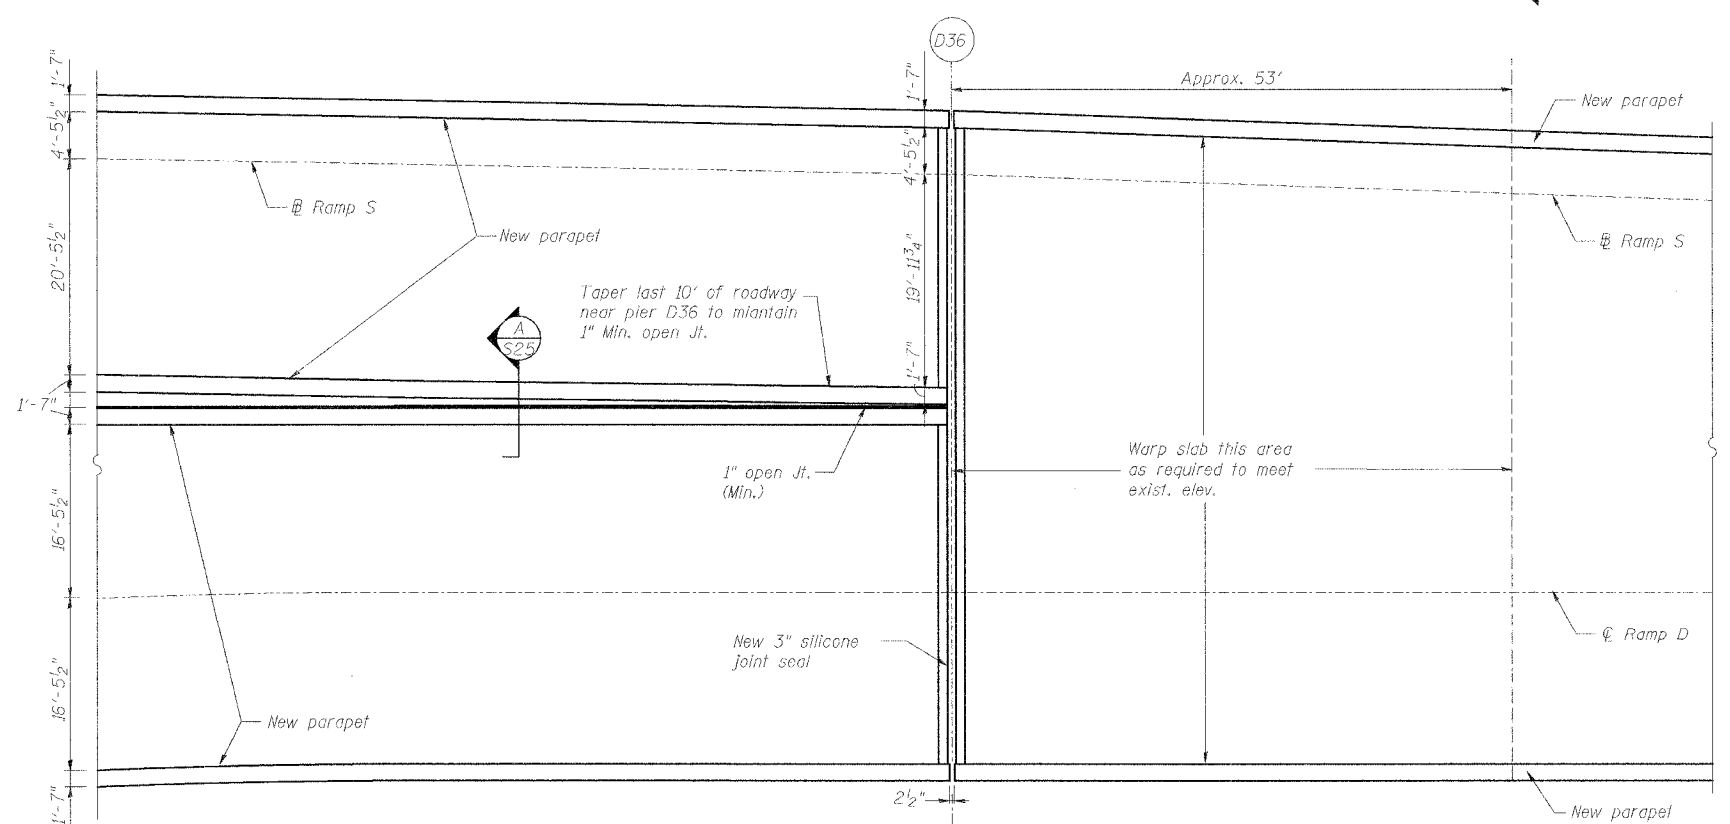 D36
Approx. 53'
1'-7"
4'-5½"
20'-5½"
1'-7"
16'-5½"
16'-5½"
1'-7"
1'-7"
4'-5½"
19'-11¾"
1'-7"
New parapet
℄ Ramp S
New parapet
Taper last 10' of roadway
near pier D36 to miantain
1" Min. open Jt.
A
S25
1" open Jt.
(Min.)
New 3" silicone
joint seal
New parapet
2½"
Warp slab this area
as required to meet
exist. elev.
Ramp S
℄ Ramp D
New parapet